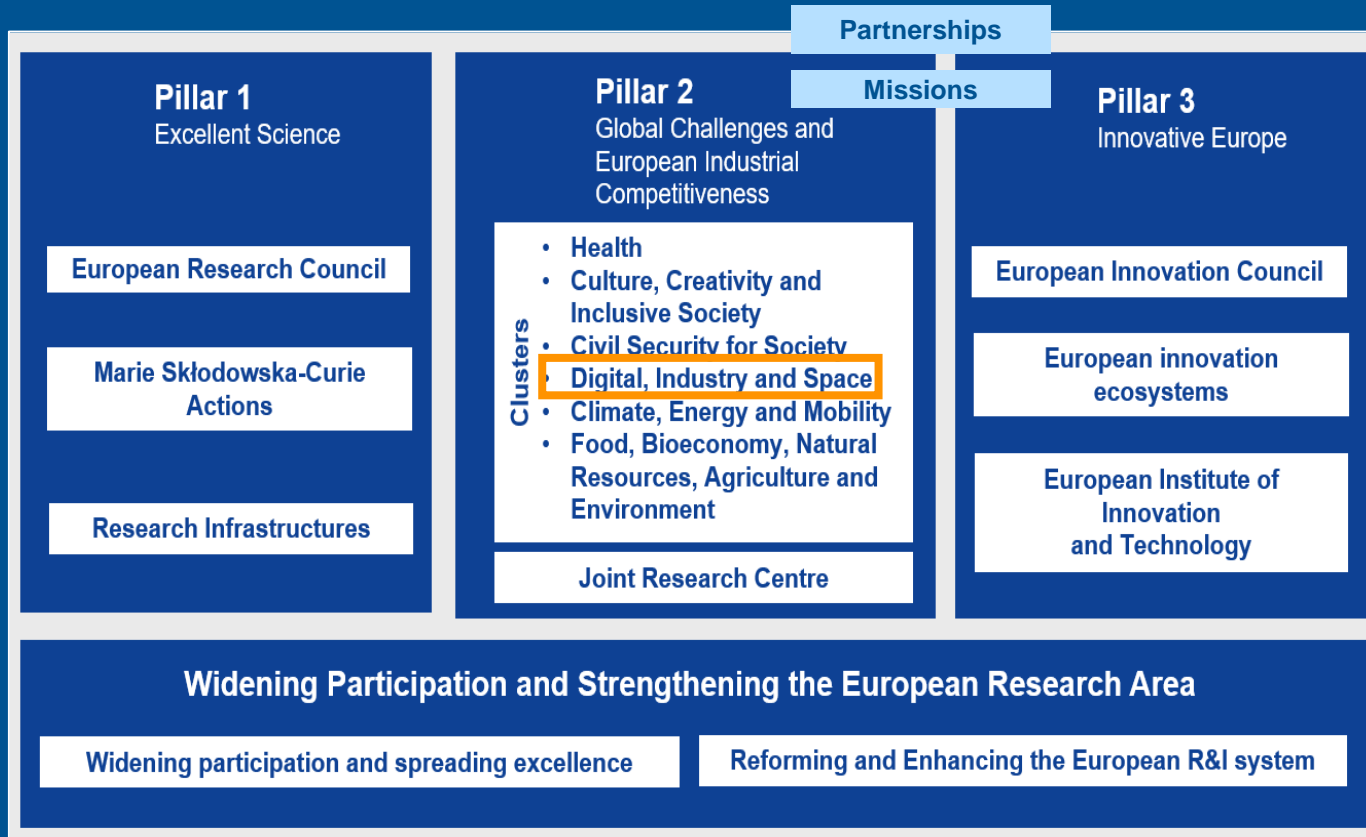 Partnerships
Missions
Pillar 1
Excellent Science
European Research Council
Marie Skłodowska-Curie
Actions
Research Infrastructures
Pillar 2
Global Challenges and
European Industrial
Competitiveness
Clusters
• Health
• Culture, Creativity and
Inclusive Society
• Civil Security for Society
• Digital, Industry and Space
• Climate, Energy and Mobility
• Food, Bioeconomy, Natural
Resources, Agriculture and
Environment
Joint Research Centre
Pillar 3
Innovative Europe
European Innovation Council
European innovation
ecosystems
European Institute of
Innovation
and Technology
Widening Participation and Strengthening the European Research Area
Widening participation and spreading excellence
Reforming and Enhancing the European R&I system